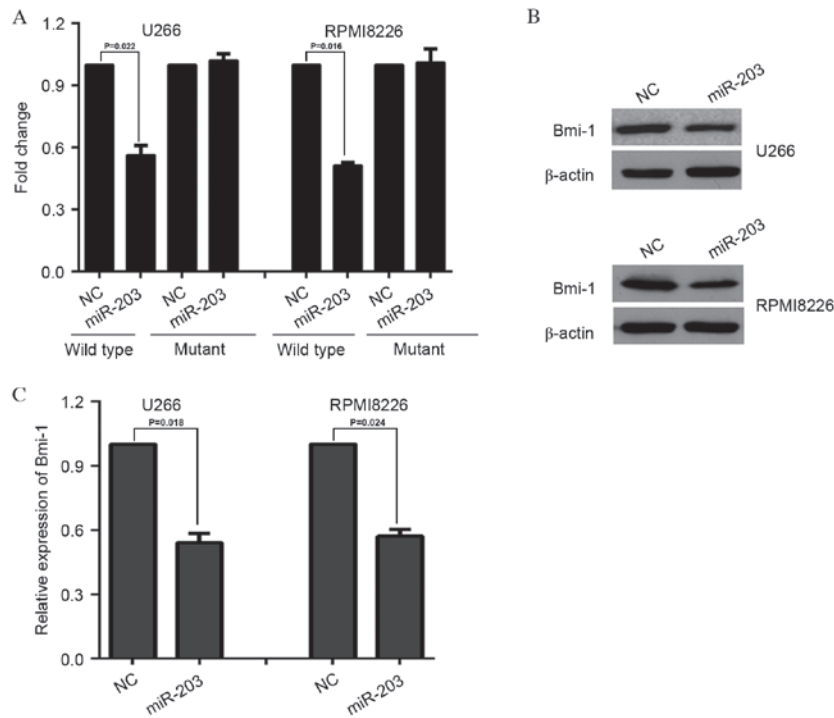 A
U266
RPMI8226
P=0.022
P=0.016
Fold change
1.2
0.9
0.6
0.3
0.0
NC
miR-203
NC
miR-203
NC
miR-203
NC
miR-203
Wild type
Mutant
Wild type
Mutant
B
NC
miR-203
Bmi-1
β-actin
U266
NC
miR-203
Bmi-1
β-actin
RPMI8226
C
U266
RPMI8226
P=0.018
P=0.024
Relative expression of Bmi-1
1.2
0.9
0.6
0.3
0.0
NC
miR-203
NC
miR-203